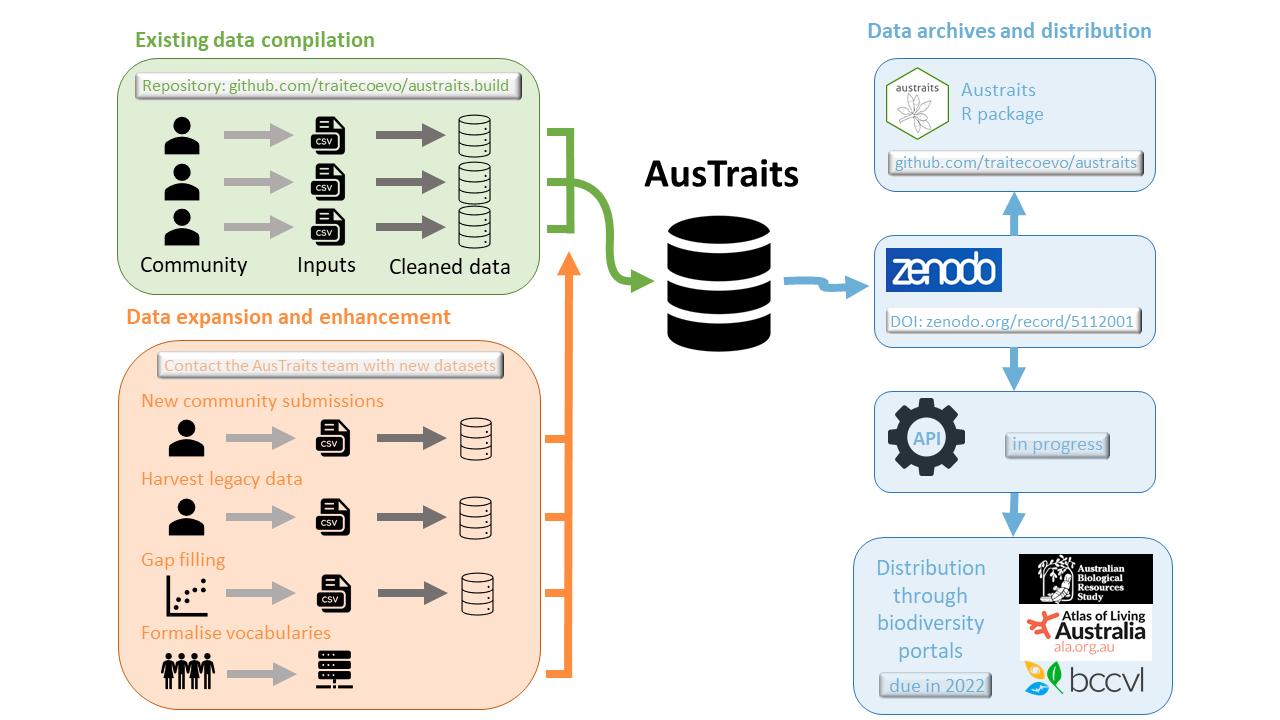 Existing data compilation
Repository: github.com/traitecoevo/austraits.build
CSV
CSV
CSV
Community
Inputs
Cleaned data
Data expansion and enhancement
Contact the AusTraits team with new datasets
New community submissions
CSV
Harvest legacy data
CSV
Gap filling
CSV
Formalise vocabularies
AusTraits
Data archives and distribution
austraits
Austraits
R package
github.com/traitecoevo/austraits
zenodo
DOI: zenodo.org/record/5112001
API
in progress
Distribution
through
biodiversity
portals
due in 2022
Australian
Biological
Resources
Study
Atlas of Living
Australia
ala.org.au
bccvl